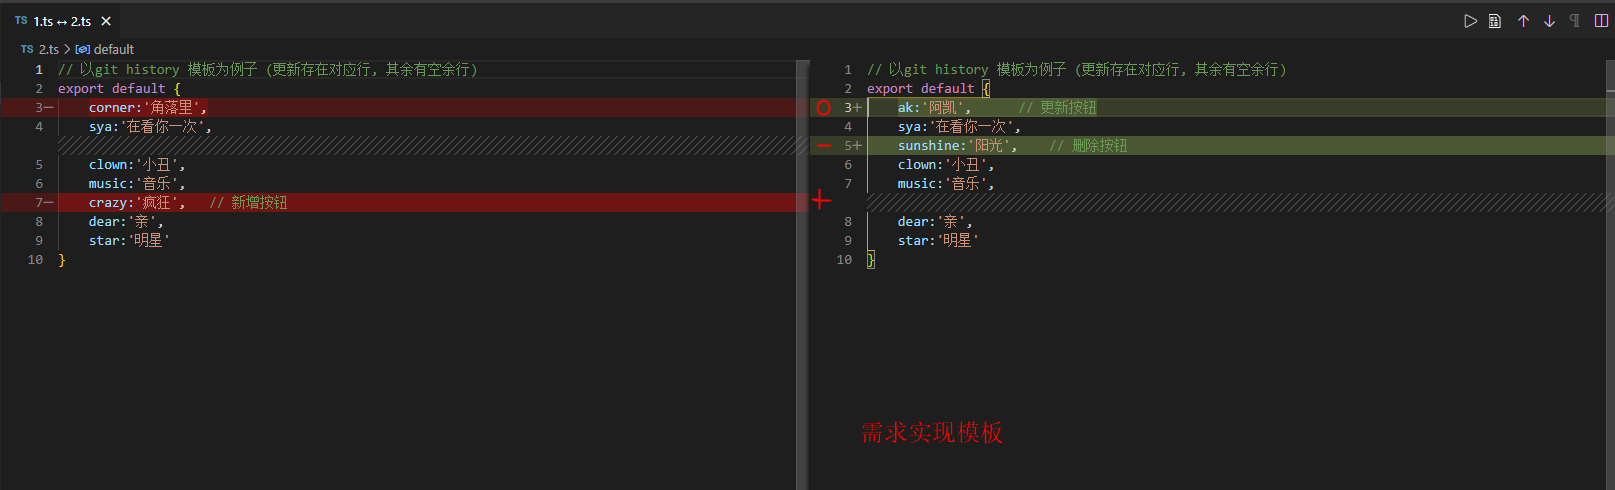 TS 1.ts ↔ 2.ts ×
TS 2.ts > default
1 // 以git history 模板为例子 (更新存在对应行, 其余有空余行)
2 export default {
3— corner:'角落里',
4 sya:'在看你一次',
5 clown:'小丑',
6 music:'音乐',
7— crazy:'疯狂', // 新增按钮
8 dear:'亲',
9 star:'明星'
10 }
1 // 以git history 模板为例子 (更新存在对应行, 其余有空余行)
2 export default {
3+ ak:'阿凯', // 更新按钮
4 sya:'在看你一次',
5+ sunshine:'阳光', // 删除按钮
6 clown:'小丑',
7 music:'音乐',
8 dear:'亲',
9 star:'明星'
10 }
需求实现模板